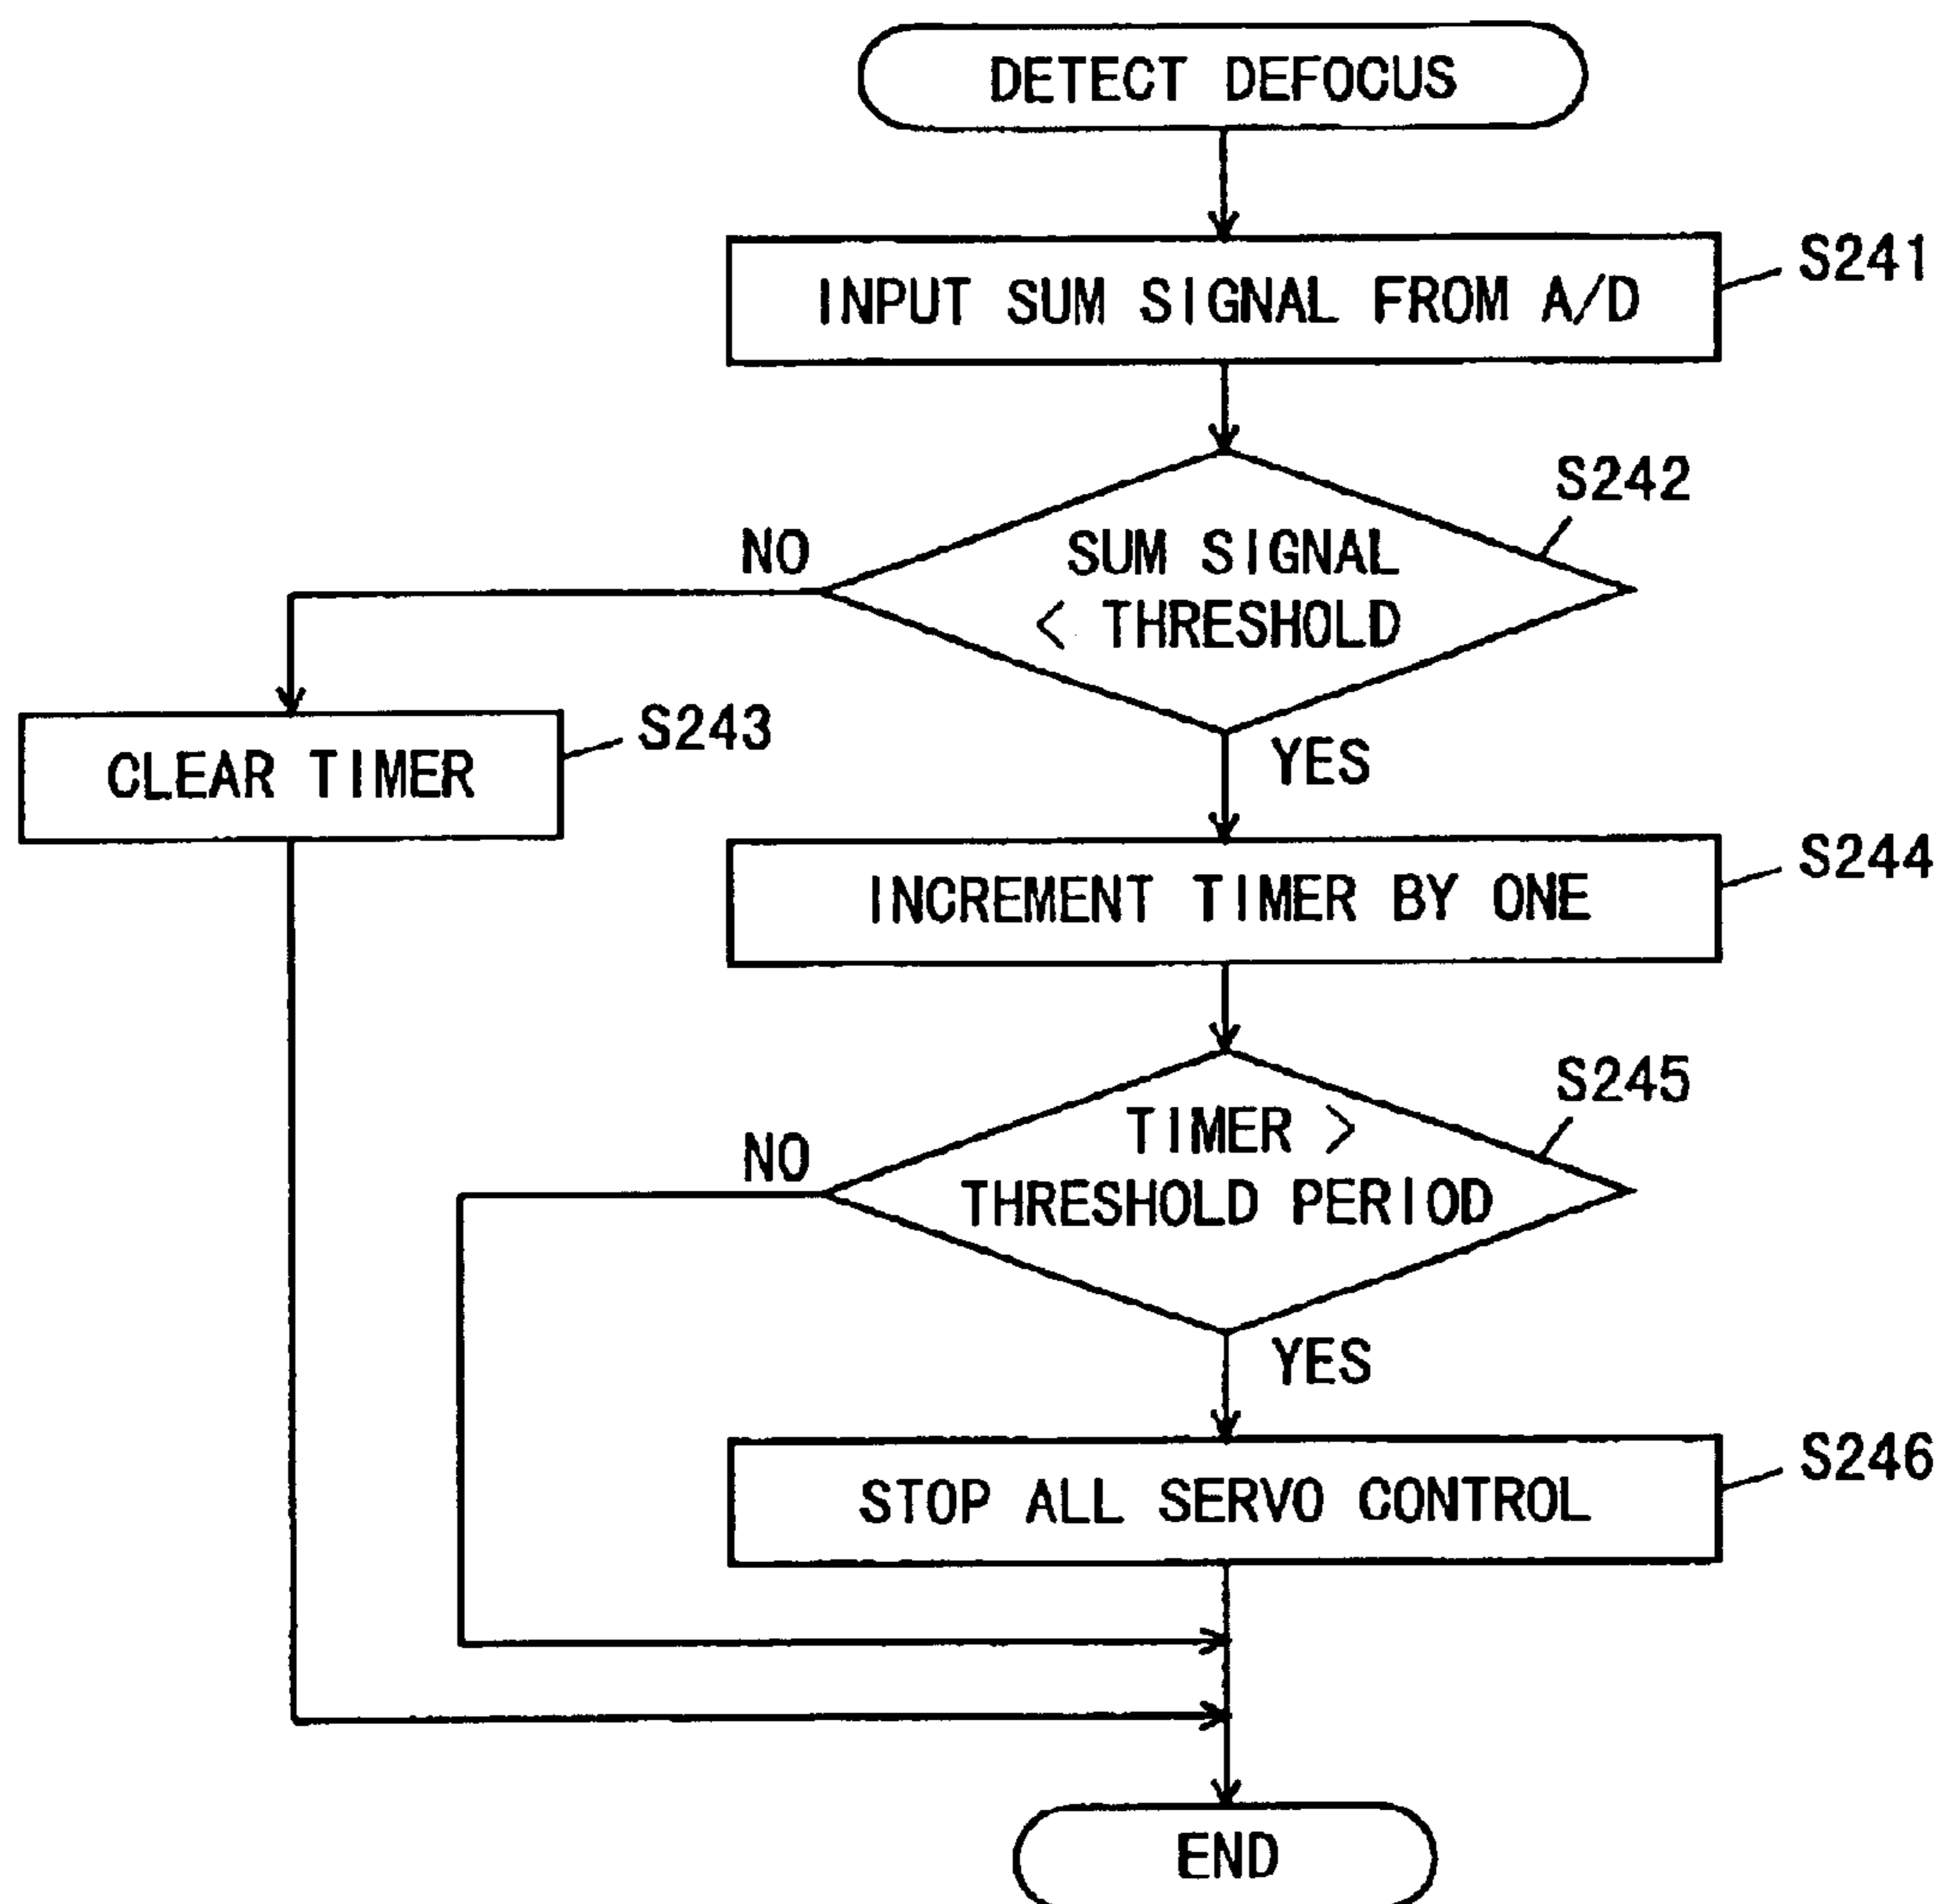 DETECT DEFOCUS
INPUT SUM SIGNAL FROM A/D
S241
S242
SUM SIGNAL
< THRESHOLD
NO
YES
CLEAR TIMER
S243
INCREMENT TIMER BY ONE
S244
S245
TIMER >
THRESHOLD PERIOD
NO
YES
STOP ALL SERVO CONTROL
S246
END